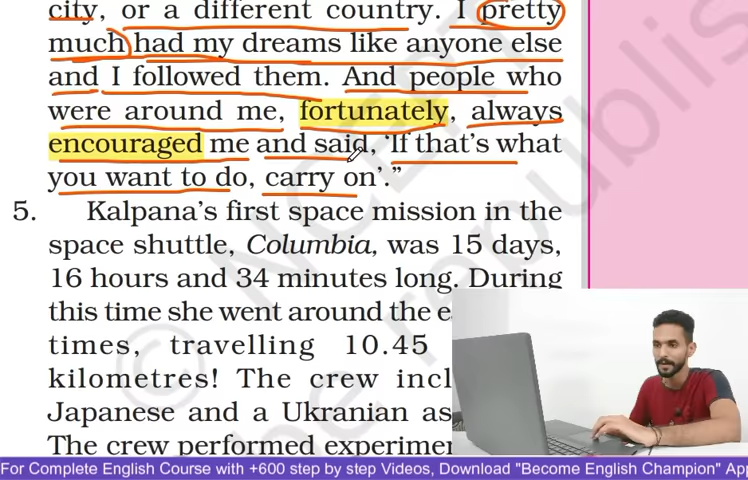 city, or a different country. I pretty
much had my dreams like anyone else
and I followed them. And people who
were around me, fortunately, always
encouraged me and said, ‘If that’s what
you want to do, carry on’.”
5. Kalpana’s first space mission in the
space shuttle, Columbia, was 15 days,
16 hours and 34 minutes long. During
this time she went around the
times, travelling 10.45
kilometres! The crew
Japanese and a Ukranian
The crew performed
For Complete English Course with +600 step by step Videos, Download "Become English Champion"